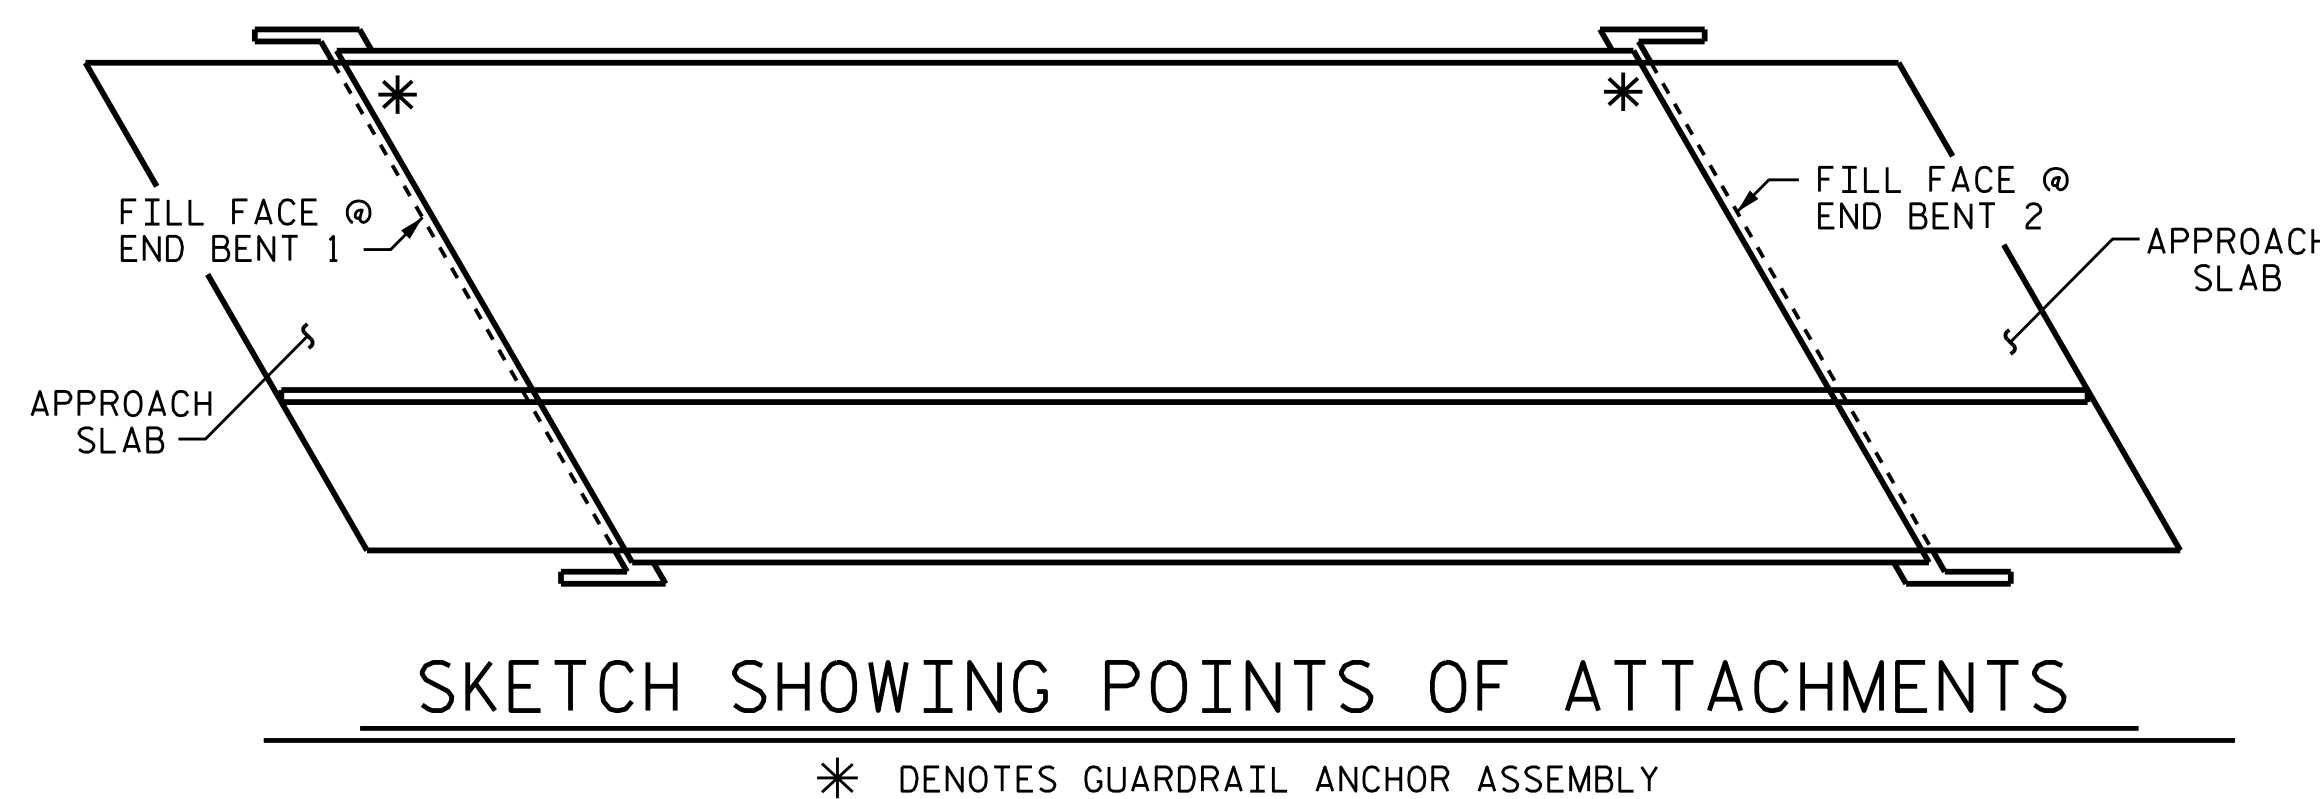 FILL FACE @
END BENT 1
APPROACH
SLAB
FILL FACE @
END BENT 2
APPROACH
SLAB
SKETCH SHOWING POINTS OF ATTACHMENTS
* DENOTES GUARDRAIL ANCHOR ASSEMBLY